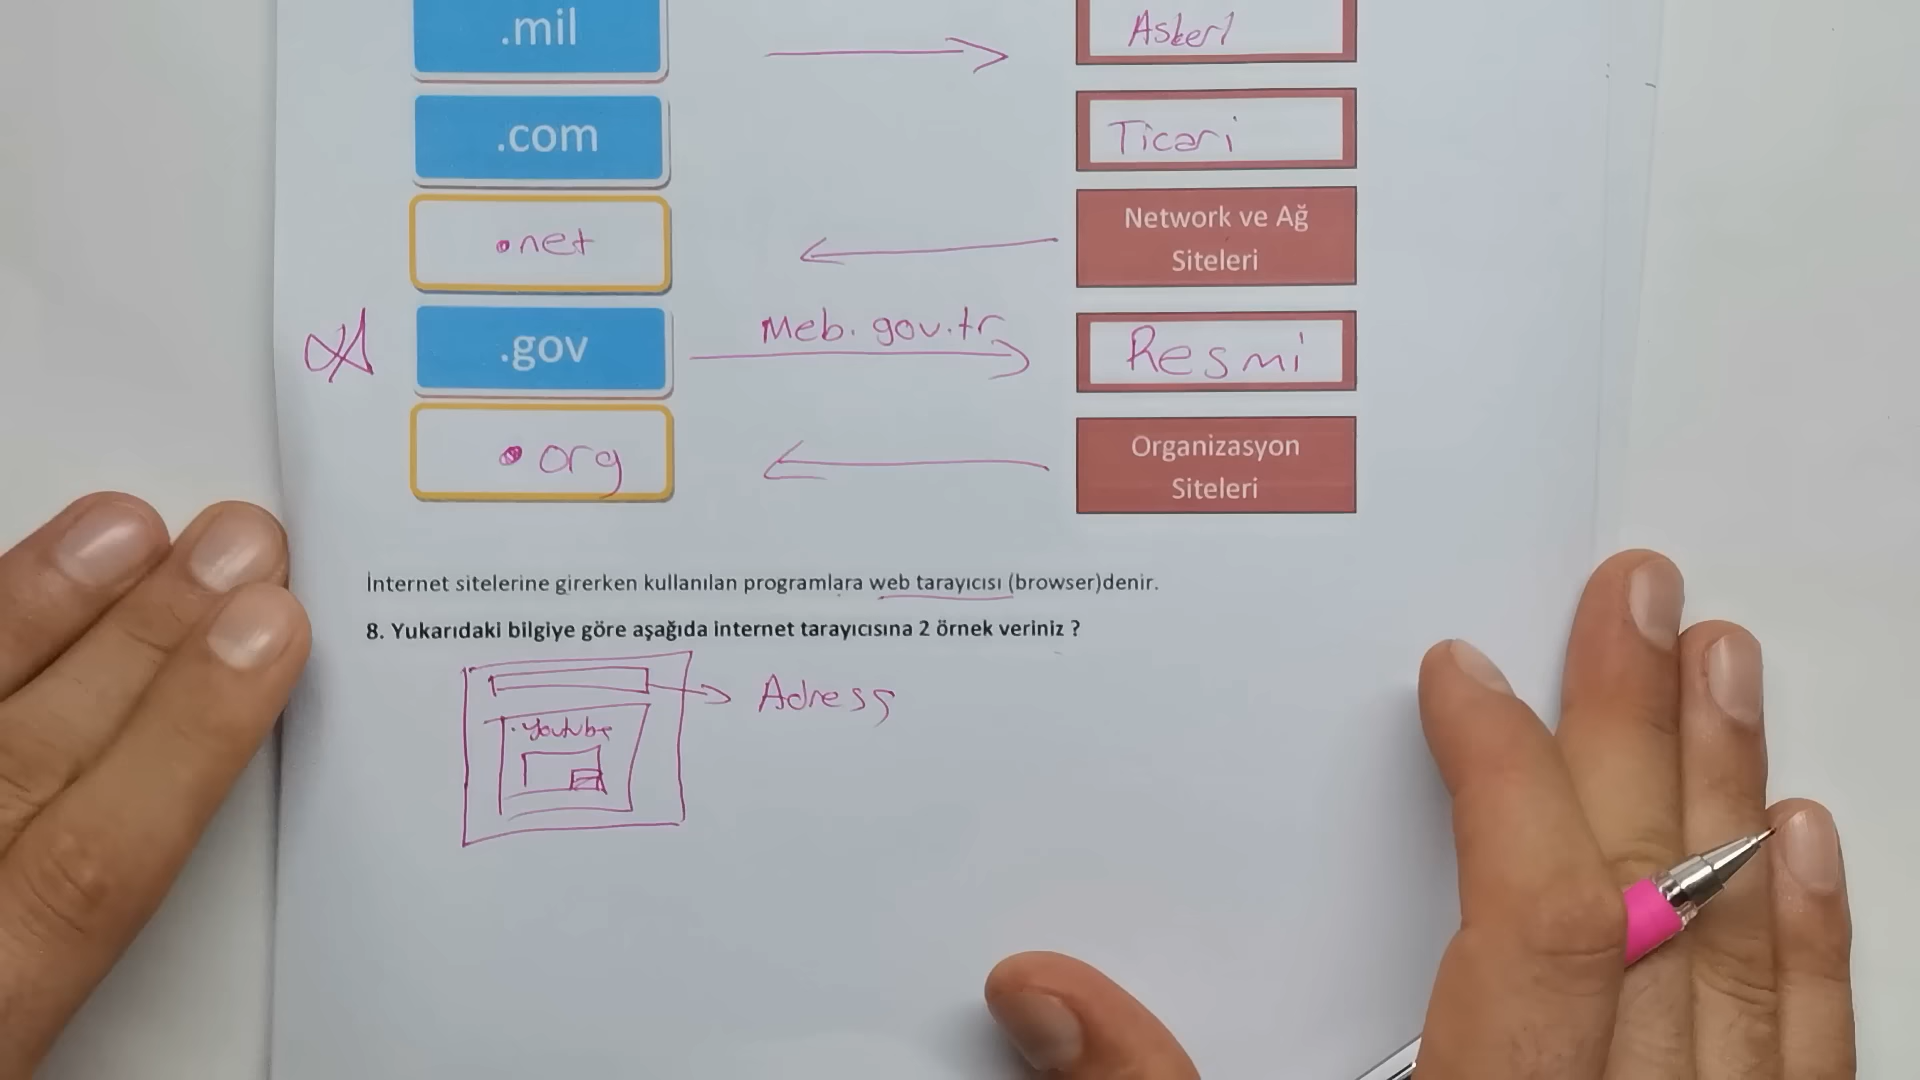 .mil
Askerî
.com
Ticari
.net
Network ve Ağ
Siteleri
.gov
Meb.gov.tr
Resmi
.org
Organizasyon
Siteleri
İnternet sitelerine girerken kullanılan programlara web tarayıcısı (browser)denir.
8. Yukarıdaki bilgiye göre aşağıda internet tarayıcısına 2 örnek veriniz ?
Adress
Youtube